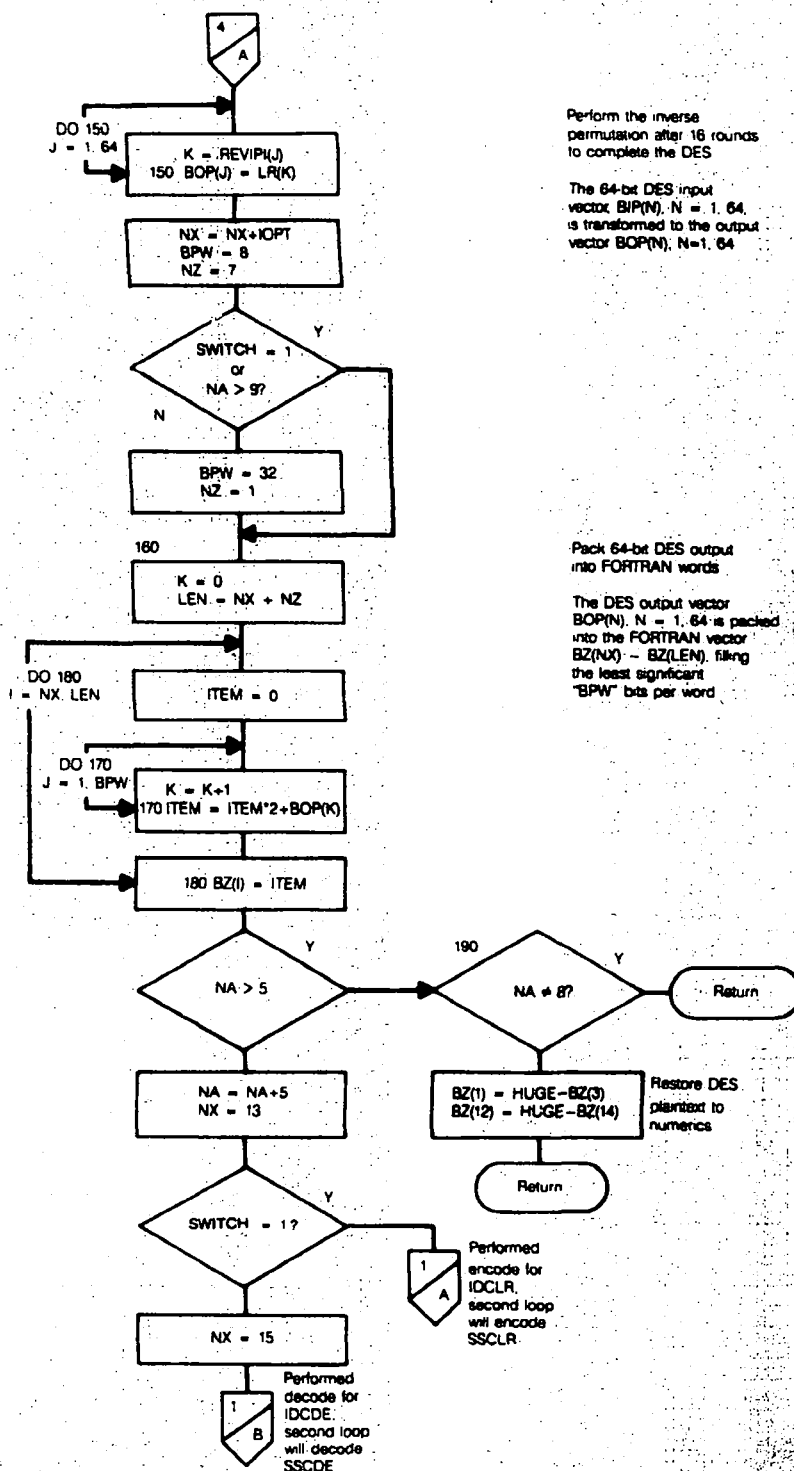 4
A
DO 150
J = 1, 64
K = REVIPI(J)
150 BOP(J) = LR(K)
Perform the inverse
permutation after 16 rounds
to complete the DES
The 64-bit DES input
vector, BIP(N), N = 1, 64,
is transformed to the output
vector BOP(N), N=1, 64
NX = NX+IOPT
BPW = 8
NZ = 7
SWITCH = 1
or
NA > 9?
Y
N
BPW = 32
NZ = 1
160
K = 0
LEN = NX + NZ
Pack 64-bit DES output
into FORTRAN words
The DES output vector
BOP(N), N = 1, 64 is packed
into the FORTRAN vector
BZ(NX) - BZ(LEN), filling
the least significant
"BPW" bits per word
DO 180
I = NX, LEN
ITEM = 0
DO 170
J = 1, BPW
K = K+1
170 ITEM = ITEM*2+BOP(K)
180 BZ(I) = ITEM
NA > 5
Y
190
NA ≠ 8?
Y
Return
NA = NA+5
NX = 13
BZ(1) = HUGE-BZ(3)
BZ(12) = HUGE-BZ(14)
Restore DES
plaintext to
numerics
Return
SWITCH = 1?
Y
1
A
Performed
encode for
IDCLR,
second loop
will encode
SSCLR
NX = 15
1
B
Performed
decode for
IDCDE,
second loop
will decode
SSCDE